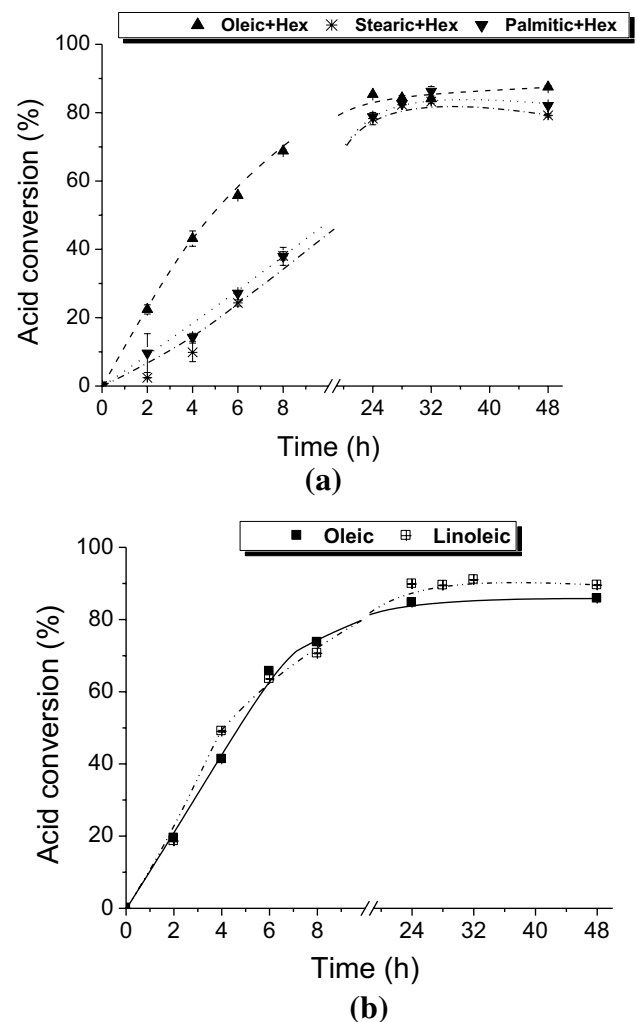 Oleic+Hex Stearic+Hex Palmitic+Hex
100
80
60
40
20
0
Acid conversion (%)
0 2 4 6 8 24 32 40 48
Time (h)
(a)
Oleic Linoleic
100
80
60
40
20
0
Acid conversion (%)
0 2 4 6 8 24 32 40 48
Time (h)
(b)